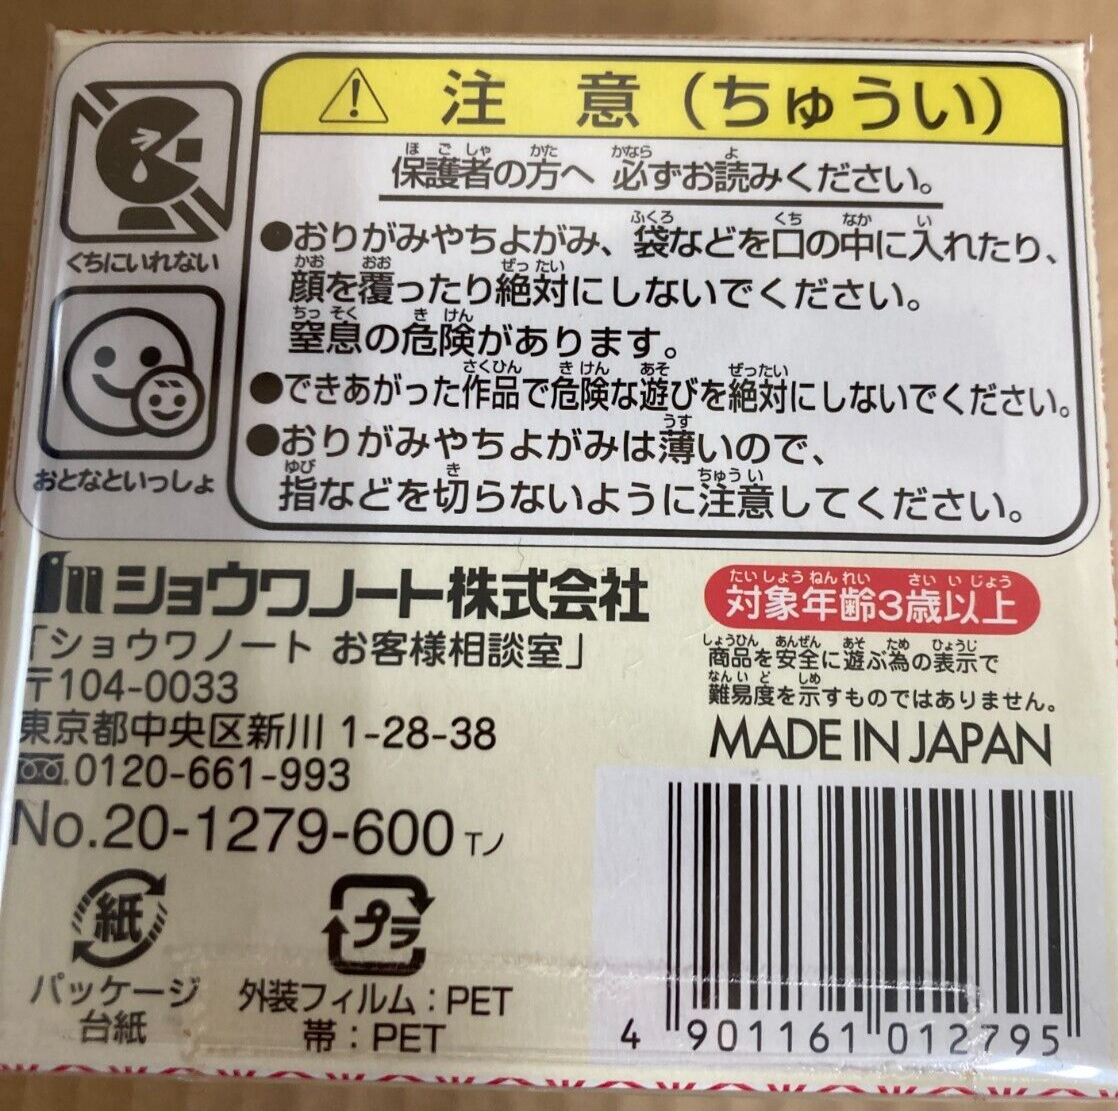 注 意 (ちゅうい)
保護者の方へ 必ずお読みください。
くちにいれない
おとなといっしょ
●おりがみやちよがみ、袋などを口の中に入れたり、
顔を覆ったり絶対にしないでください。
窒息の危険があります。
●できあがった作品で危険な遊びを絶対にしないでください。
●おりがみやちよがみは薄いので、
指などを切らないように注意してください。
ショウワノート株式会社
「ショウワノート お客様相談室」
〒104-0033
東京都中央区新川 1-28-38
0120-661-993
No.20-1279-600 Tノ
対象年齢3歳以上
商品を安全に遊ぶ為の表示で
難易度を示すものではありません。
MADE IN JAPAN
紙
パッケージ
台紙
プラ
外装フィルム:PET
帯:PET
4 901161 012795